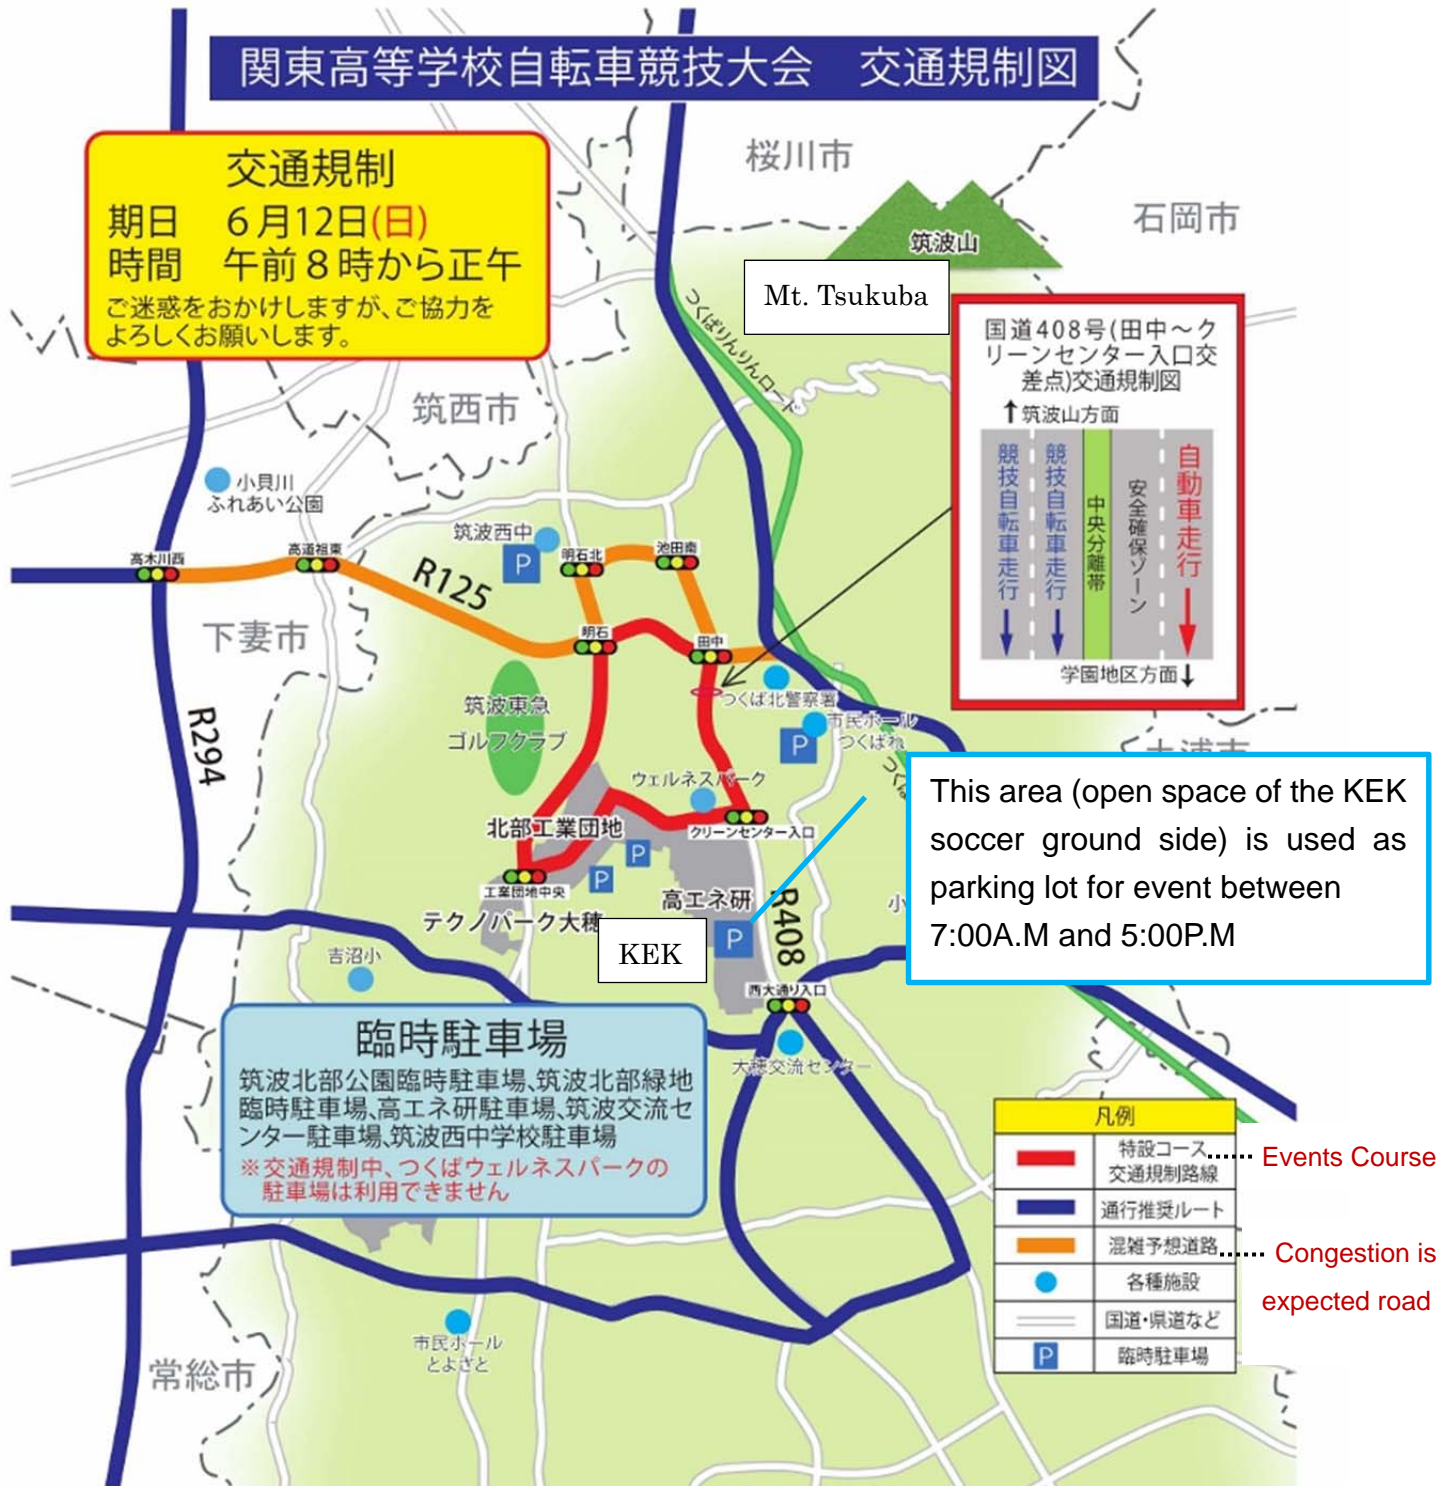 関東高等学校自転車競技大会 交通規制図
交通規制
期日 6月12日(日)
時間 午前8時から正午
ご迷惑をおかけしますが、ご協力を
よろしくお願いします。
桜川市
石岡市
筑波山
Mt. Tsukuba
つくばりんりんロード
国道408号(田中～ク
リーンセンター入口交
差点)交通規制図
↑筑波山方面
競技自転車走行
競技自転車走行
中央分離帯
安全確保ゾーン
自動車走行
学園地区方面↓
筑西市
小貝川
ふれあい公園
筑波西中
P
明石北
池田南
高木川西
高道祖東
R125
明石
田中
下妻市
つくば北警察署
市民ホール
つくばね
P
筑波東急
ゴルフクラブ
R294
土浦市
つくば
ウェルネスパーク
北部工業団地
クリーンセンター入口
P
P
工業団地中央
テクノパーク大穂
高エネ研
P
R408
小
KEK
This area (open space of the KEK
soccer ground side) is used as
parking lot for event between
7:00A.M and 5:00P.M
吉沼小
西大通り入口
大穂交流センター
臨時駐車場
筑波北部公園臨時駐車場、筑波北部緑地
臨時駐車場、高エネ研駐車場、筑波交流セ
ンター駐車場、筑波西中学校駐車場
※交通規制中、つくばウェルネスパークの
駐車場は利用できません
市民ホール
とよさと
常総市
凡例
特設コース
交通規制路線
Events Course
通行推奨ルート
混雑予想道路
Congestion is
expected road
各種施設
国道・県道など
P
臨時駐車場